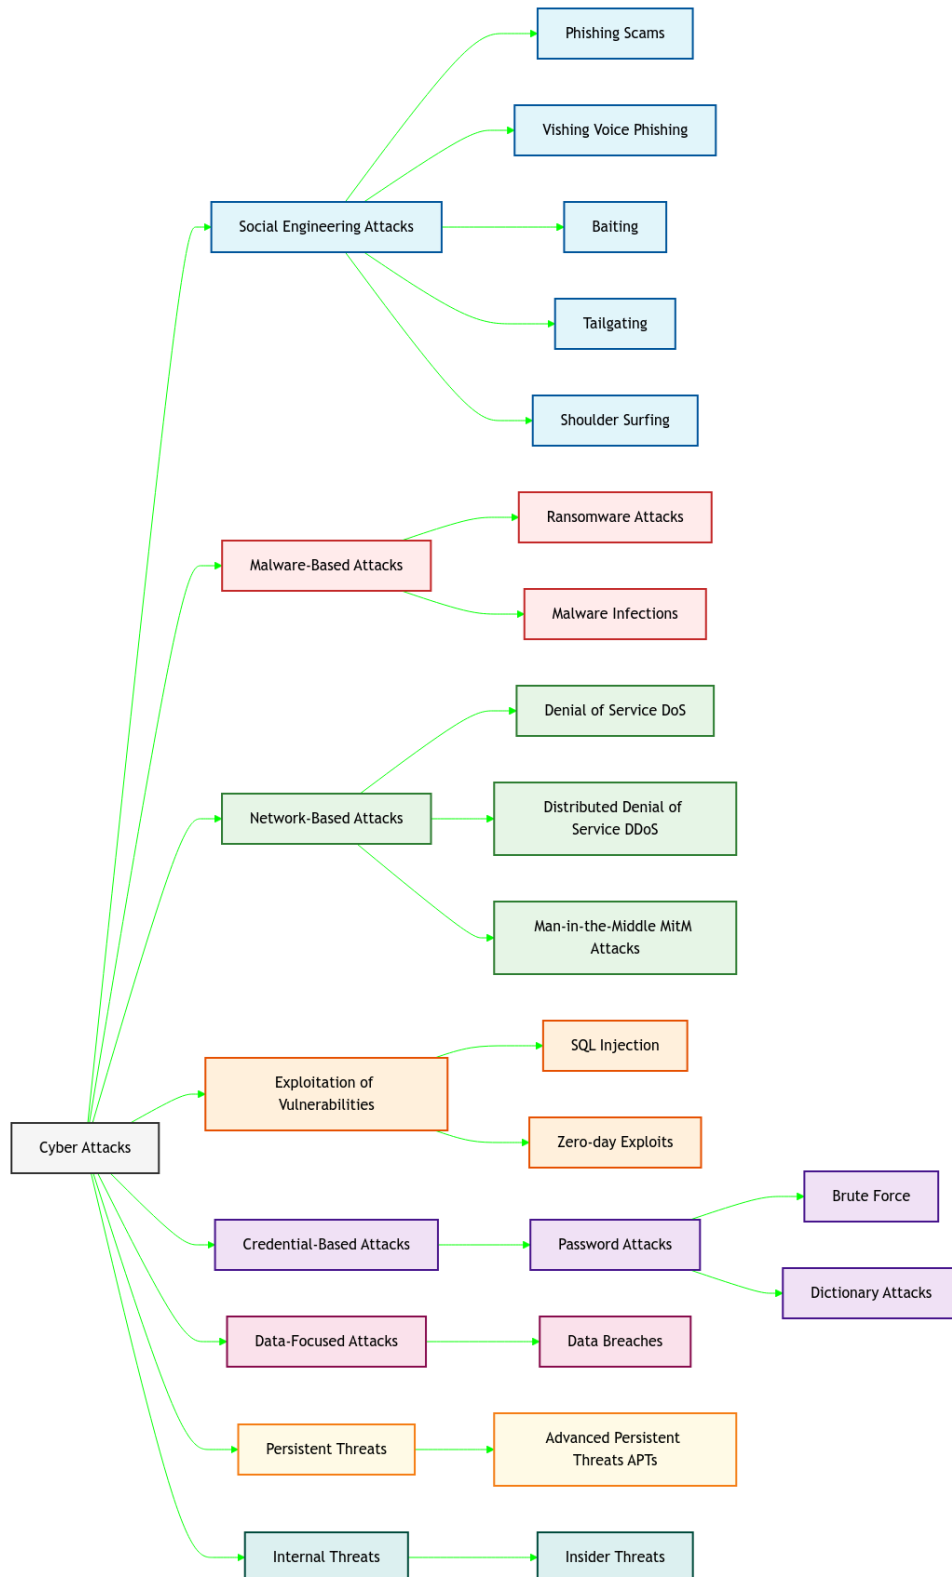 Phishing Scams
Vishing Voice Phishing
Social Engineering Attacks
Baiting
Tailgating
Shoulder Surfing
Ransomware Attacks
Malware-Based Attacks
Malware Infections
Denial of Service DoS
Network-Based Attacks
Distributed Denial of
Service DDoS
Man-in-the-Middle MitM
Attacks
SQL Injection
Exploitation of
Vulnerabilities
Zero-day Exploits
Cyber Attacks
Brute Force
Credential-Based Attacks
Password Attacks
Dictionary Attacks
Data-Focused Attacks
Data Breaches
Persistent Threats
Advanced Persistent
Threats APTs
Internal Threats
Insider Threats